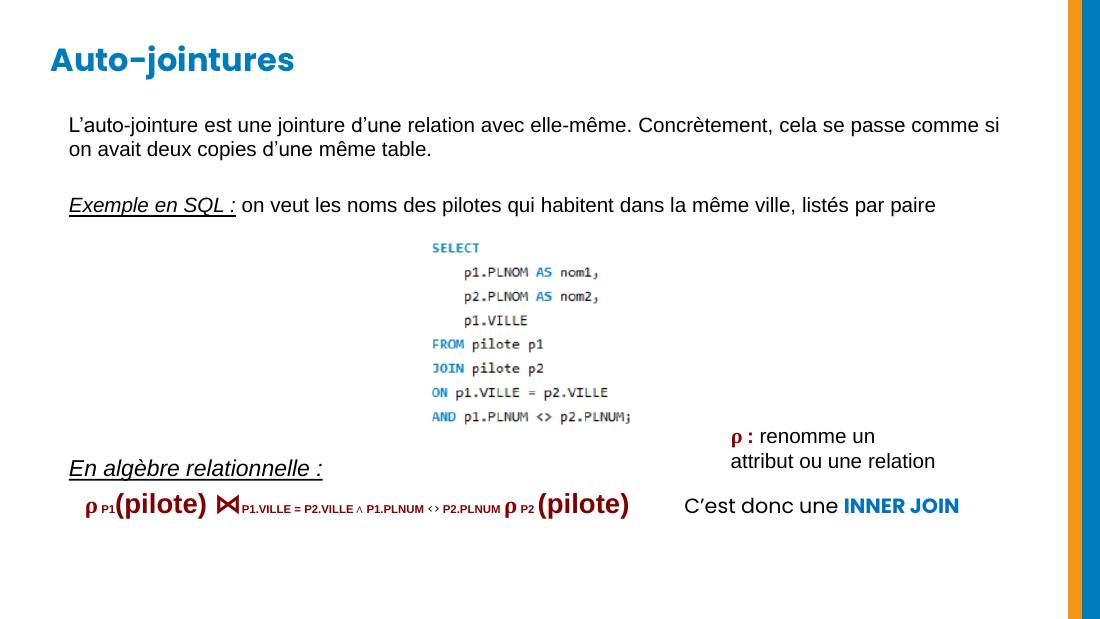 Auto-jointures
L’auto-jointure est une jointure d’une relation avec elle-même. Concrètement, cela se passe comme si
on avait deux copies d’une même table.
Exemple en SQL : on veut les noms des pilotes qui habitent dans la même ville, listés par paire
SELECT
p1.PLNOM AS nom1,
p2.PLNOM AS nom2,
p1.VILLE
FROM pilote p1
JOIN pilote p2
ON p1.VILLE = p2.VILLE
AND p1.PLNUM <> p2.PLNUM;
ρ : renomme un
attribut ou une relation
En algèbre relationnelle :
ρ P1(pilote) ⋈P1.VILLE = P2.VILLE ∧ P1.PLNUM <> P2.PLNUM ρ P2 (pilote)
C’est donc une INNER JOIN